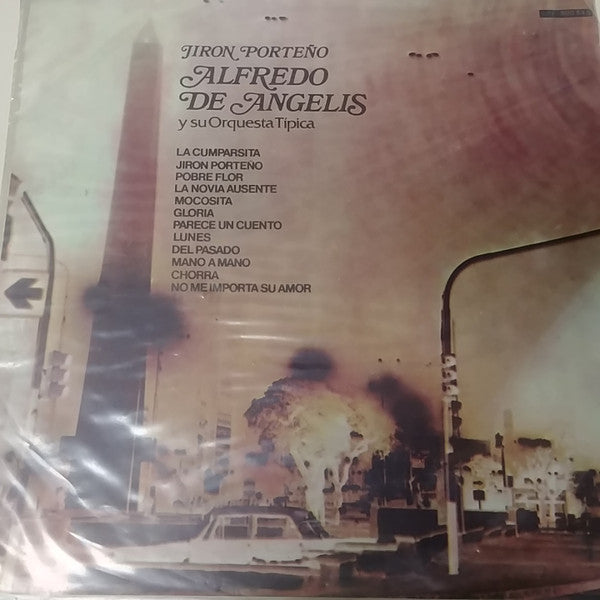 JIRON PORTEÑO
ALFREDO
DE ANGELIS
y su Orquesta Típica
LA CUMPARSITA
JIRON PORTEÑO
POBRE FLOR
LA NOVIA AUSENTE
MOCOSITA
GLORIA
PARECE UN CUENTO
LUNES
DEL PASADO
MANO A MANO
CHORRA
NO ME IMPORTA SU AMOR